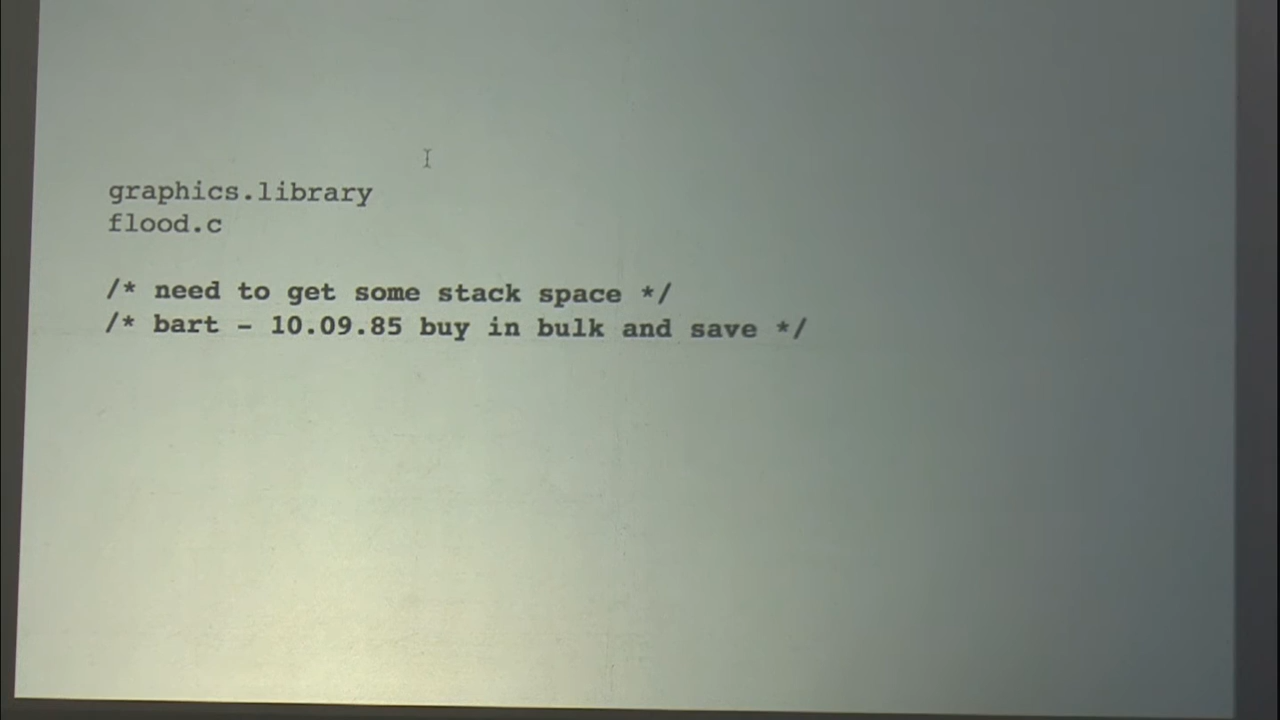 graphics.library
flood.c
/* need to get some stack space */
/* bart - 10.09.85 buy in bulk and save */